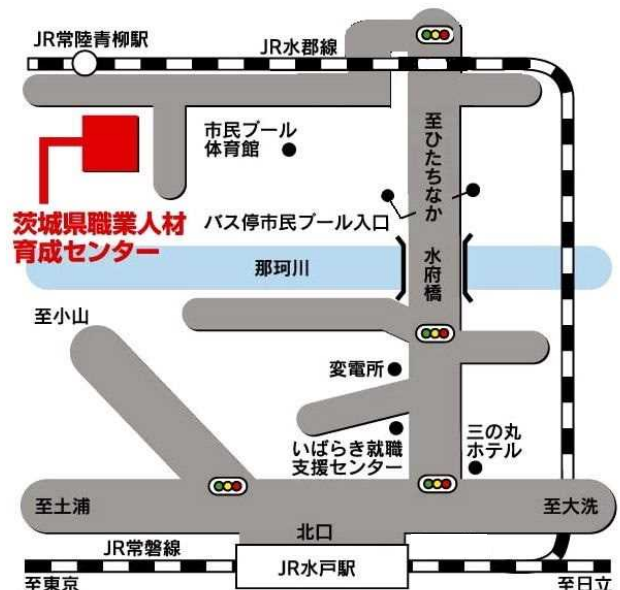 JR常陸青柳駅
JR水郡線
市民プール
体育館
至ひたちなか
茨城県職業人材
育成センター
バス停市民プール入口
那珂川
水府橋
至小山
変電所
いばらき就職
支援センター
三の丸
ホテル
至土浦
至大洗
北口
JR常磐線
JR水戸駅
至東京
至日立